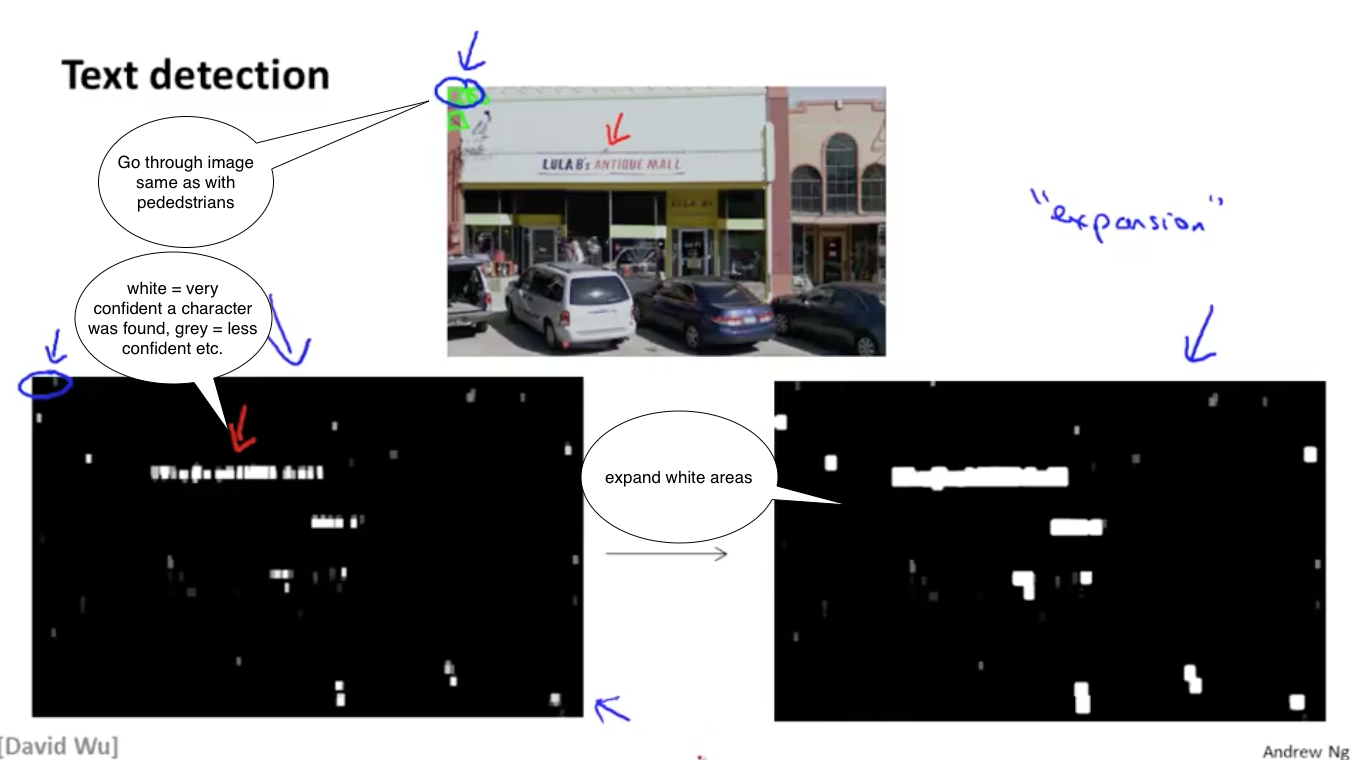 Text detection
Go through image
same as with
pededstrians
LULA B's ANTIQUE MALL
LULA B's
"expansion"
white = very
confident a character
was found, grey = less
confident etc.
expand white areas
[David Wu]
Andrew Ng